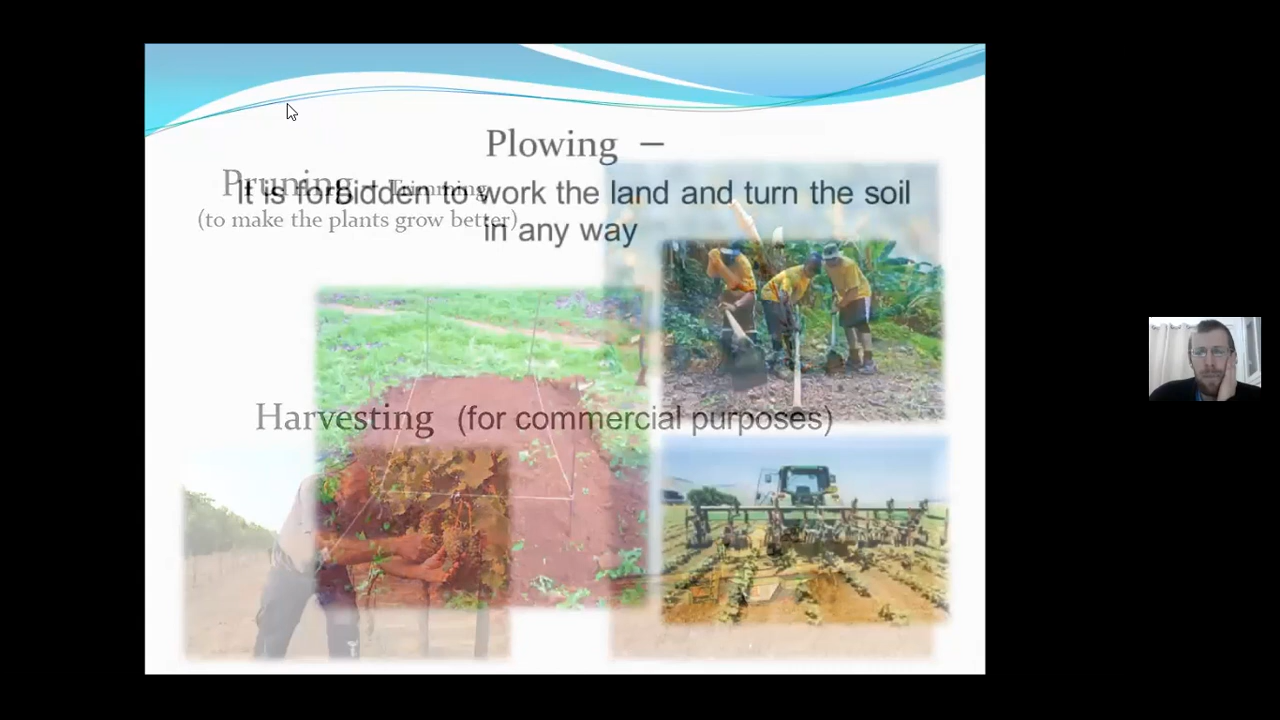 Plowing –
It is forbidden to work the land and turn the soil
in any way
Pruning – Trimming
(to make the plants grow better)
Harvesting (for commercial purposes)